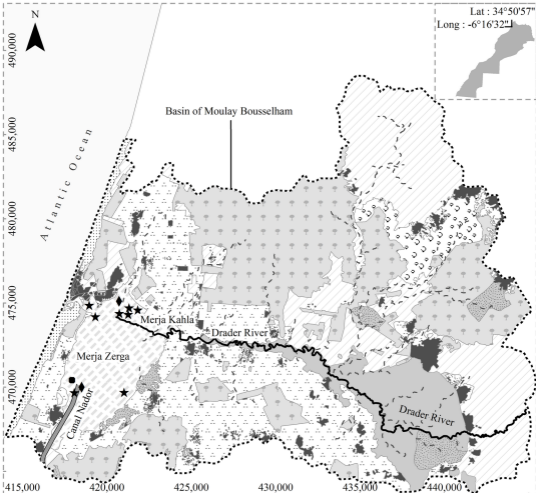 N
Lat : 34°50'57"
Long : -6°16'32"
490,000
Basin of Moulay Bousselham
485,000
Atlantic Ocean
480,000
475,000
Merja Kahla
Drader River
Merja Zerga
470,000
Canal Nador
Drader River
415,000
420,000
425,000
430,000
435,000
440,000